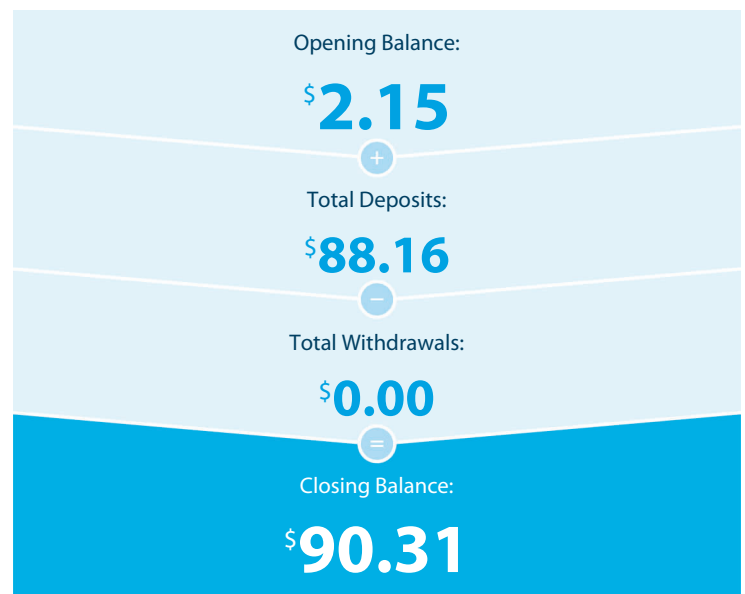 Opening Balance:
$2.15
+
Total Deposits:
$88.16
−
Total Withdrawals:
$0.00
=
Closing Balance:
$90.31